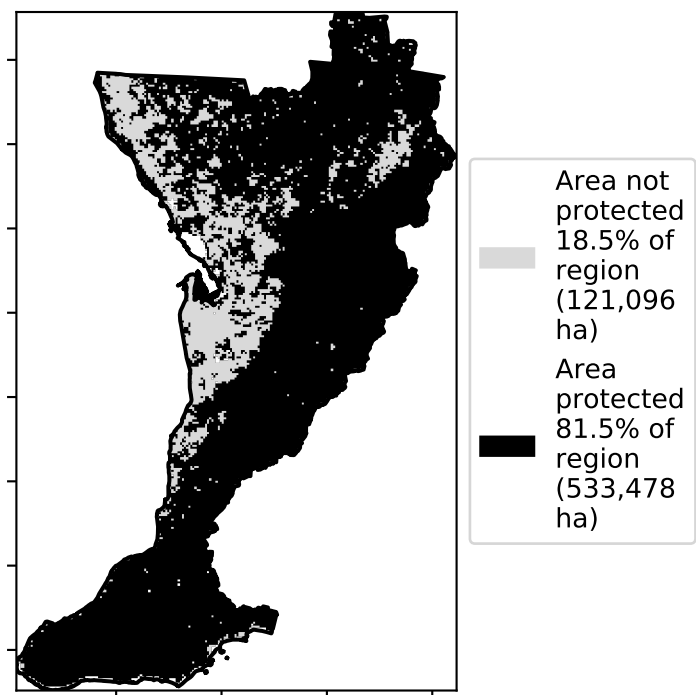 Area not
protected
18.5% of
region
(121,096
ha)
Area
protected
81.5% of
region
(533,478
ha)